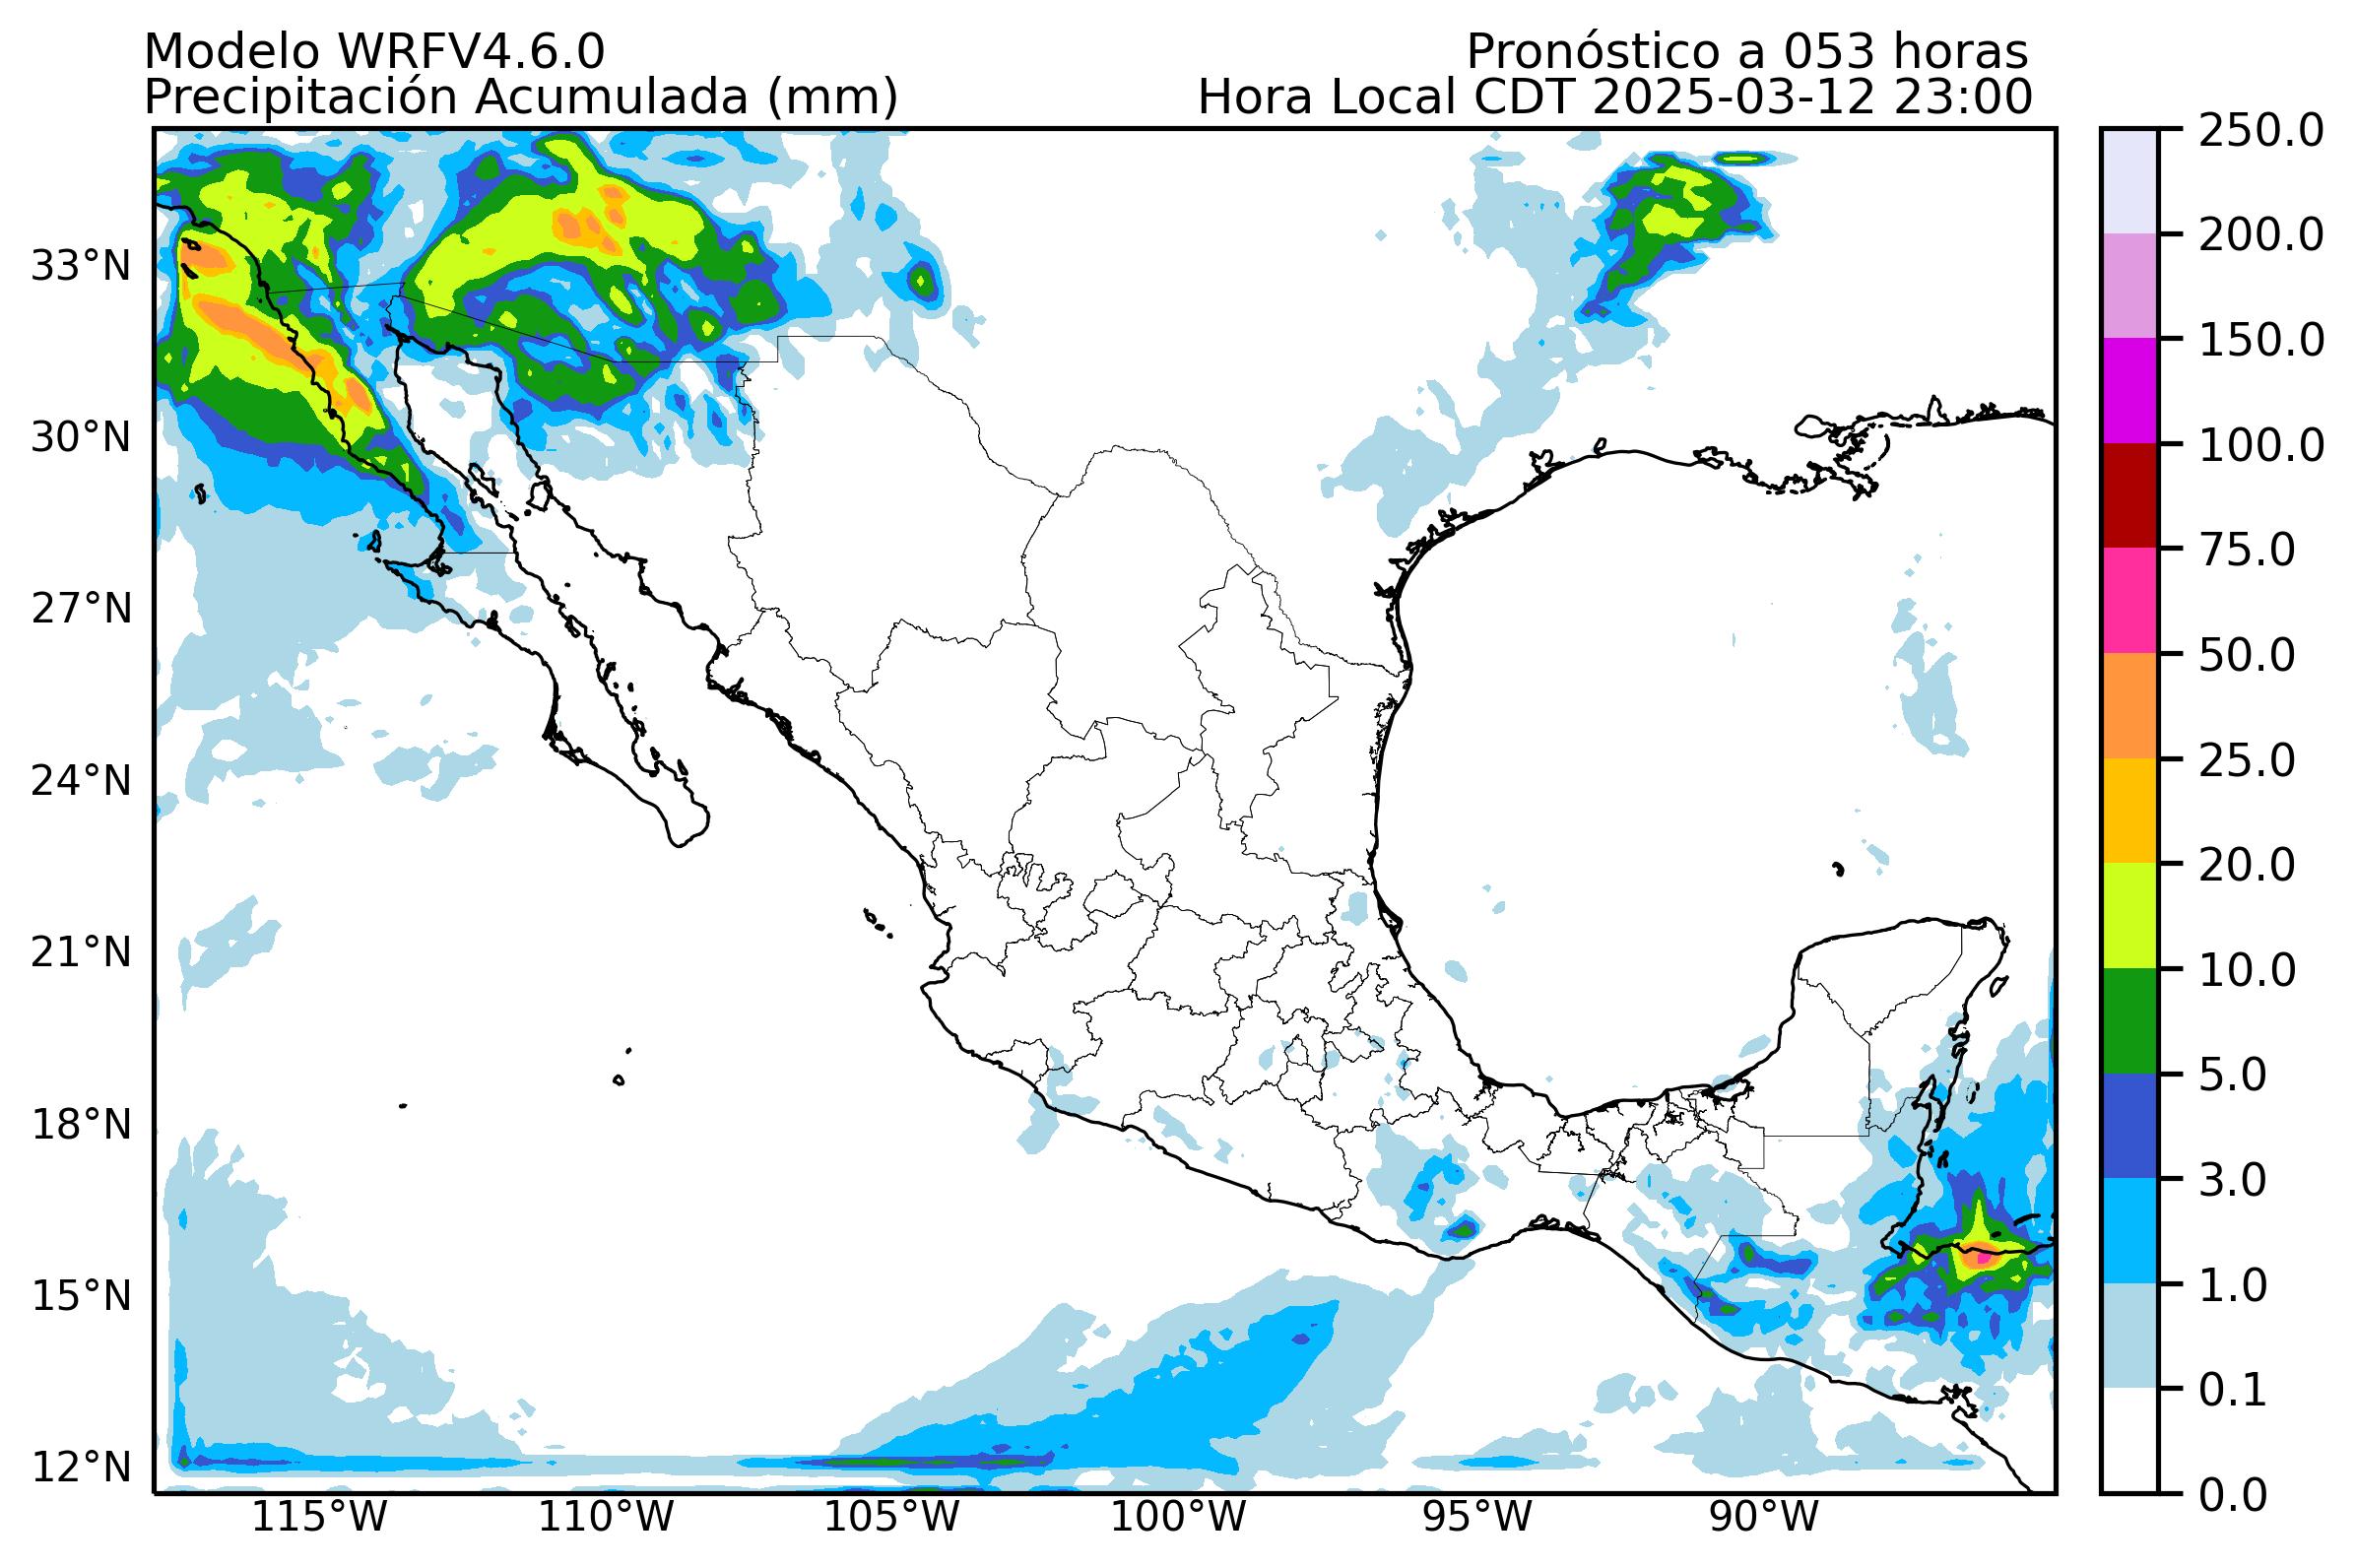 Modelo WRFV4.6.0
Pronóstico a 053 horas
Precipitación Acumulada (mm)
Hora Local CDT 2025-03-12 23:00
33°N
30°N
27°N
24°N
21°N
18°N
15°N
12°N
115°W
110°W
105°W
100°W
95°W
90°W
250.0
200.0
150.0
100.0
75.0
50.0
25.0
20.0
10.0
5.0
3.0
1.0
0.1
0.0